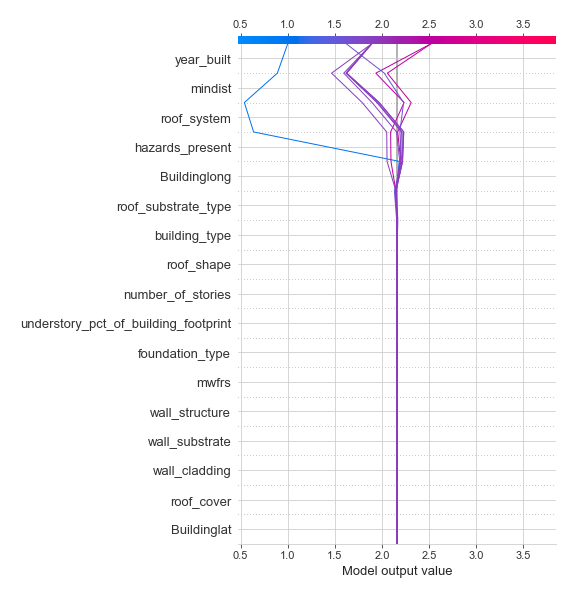 0.5 1.0 1.5 2.0 2.5 3.0 3.5
year_built
mindist
roof_system
hazards_present
Buildinglong
roof_substrate_type
building_type
roof_shape
number_of_stories
understory_pct_of_building_footprint
foundation_type
mwfrs
wall_structure
wall_substrate
wall_cladding
roof_cover
Buildinglat
0.5 1.0 1.5 2.0 2.5 3.0 3.5
Model output value